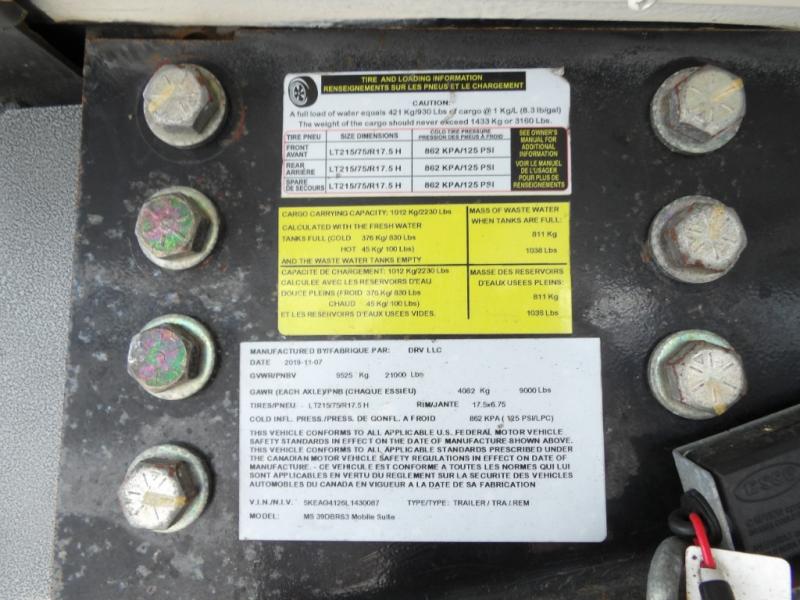 TIRE AND LOADING INFORMATION
RENSEIGNEMENTS SUR LES PNEUS ET LE CHARGEMENT
CAUTION:
A full load of water equals 421 Kg/930 Lbs of cargo @ 1 Kg/L (8.3 lb/gal)
The weight of the cargo should never exceed 1433 Kg or 3160 Lbs.
TIRE PNEU SIZE DIMENSIONS COLD TIRE PRESSURE PRESSION DES PNEUS A FROID
FRONT AVANT LT215/75/R17.5 H 862 KPA/125 PSI
REAR ARRIÈRE LT215/75/R17.5 H 862 KPA/125 PSI
SPARE DE SECOURS LT215/75/R17.5 H 862 KPA/125 PSI
SEE OWNER'S
MANUAL FOR
ADDITIONAL
INFORMATION
VOIR LE MANUEL
DE L'USAGER
POUR PLUS DE
RENSEIGNEMENTS
CARGO CARRYING CAPACITY: 1012 Kg/2230 Lbs
CALCULATED WITH THE FRESH WATER
TANKS FULL (COLD 376 Kg/ 830 Lbs
HOT 45 Kg/ 100 Lbs)
AND THE WASTE WATER TANKS EMPTY
MASS OF WASTE WATER
WHEN TANKS ARE FULL:
811 Kg
1038 Lbs
CAPACITE DE CHARGEMENT: 1012 Kg/2230 Lbs
CALCULEE AVEC LES RESERVOIRS D'EAU
DOUCE PLEINS (FROID 376 Kg/ 830 Lbs
CHAUD 45 Kg/ 100 Lbs)
ET LES RESERVOIRS D'EAUX USEES VIDES.
MASSE DES RESERVOIRS
D'EAUX USEES PLEINS:
811 Kg
1038 Lbs
MANUFACTURED BY/FABRIQUE PAR: DRV LLC
DATE 2019-11-07
GVWR/PNBV 9525 Kg 21000 Lbs
GAWR (EACH AXLE)/PNB (CHAQUE ESSIEU) 4082 Kg 9000 Lbs
TIRES/PNEU - LT215/75/R17.5 H RIM/JANTE 17.5x6.75
COLD INFL. PRESS./PRESS. DE GONFL. A FROID 862 KPA ( 125 PSI/LPC)
THIS VEHICLE CONFORMS TO ALL APPLICABLE U.S. FEDERAL MOTOR VEHICLE
SAFETY STANDARDS IN EFFECT ON THE DATE OF MANUFACTURE SHOWN ABOVE.
THIS VEHICLE CONFORMS TO ALL APPLICABLE STANDARDS PRESCRIBED UNDER
THE CANADIAN MOTOR VEHICLE SAFETY REGULATIONS IN EFFECT ON DATE OF
MANUFACTURE. - CE VEHICULE EST CONFORME A TOUTES LES NORMES QUI LUI
SONT APPLICABLES EN VERTU DU REGLEMENT SUR LA SECURITE DES VEHICLES
AUTOMOBILES DU CANADA EN VIGUEUR A LA DATE DE SA FABRICATION
V.I.N./N.I.V. 5KEAG4126L1430087 TYPE/TYPE: TRAILER / TRA / REM
MODEL: MS 39DBRS3 Mobile Suite